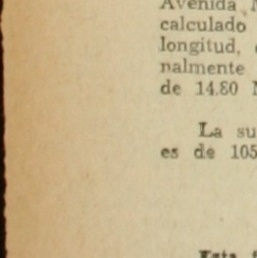 Avenida
calculado
longitud,
nalmente
de 14.80
La su
es de 105